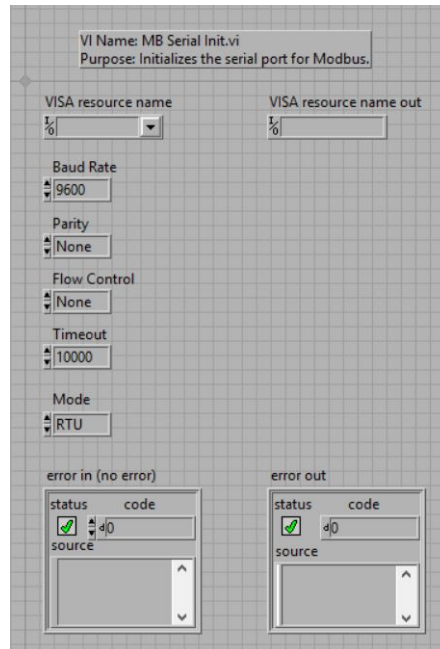 VI Name: MB Serial Init.vi
Purpose: Initializes the serial port for Modbus.
VISA resource name
VISA resource name out
Baud Rate
9600
Parity
None
Flow Control
None
Timeout
10000
Mode
RTU
error in (no error)
status code
0
source
error out
status code
0
source